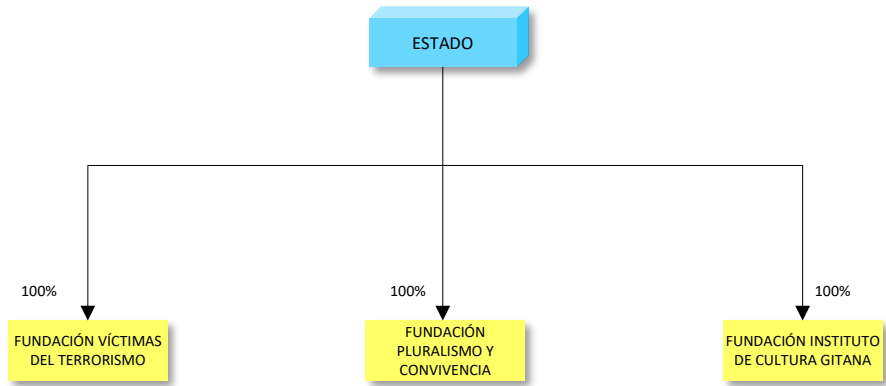 ESTADO
100%
100%
100%
FUNDACIÓN VÍCTIMAS
DEL TERRORISMO
FUNDACIÓN
PLURALISMO Y
CONVIVENCIA
FUNDACIÓN INSTITUTO
DE CULTURA GITANA